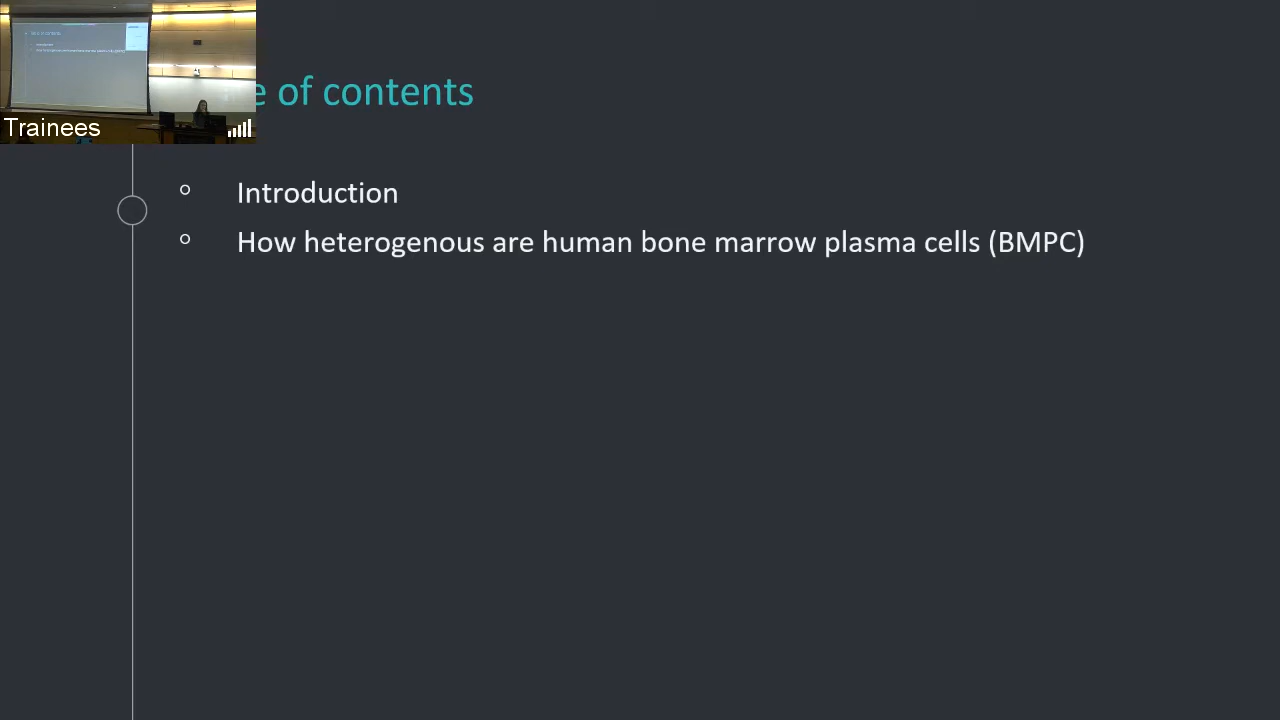 e of contents
Trainees
Introduction
How heterogenous are human bone marrow plasma cells (BMPC)